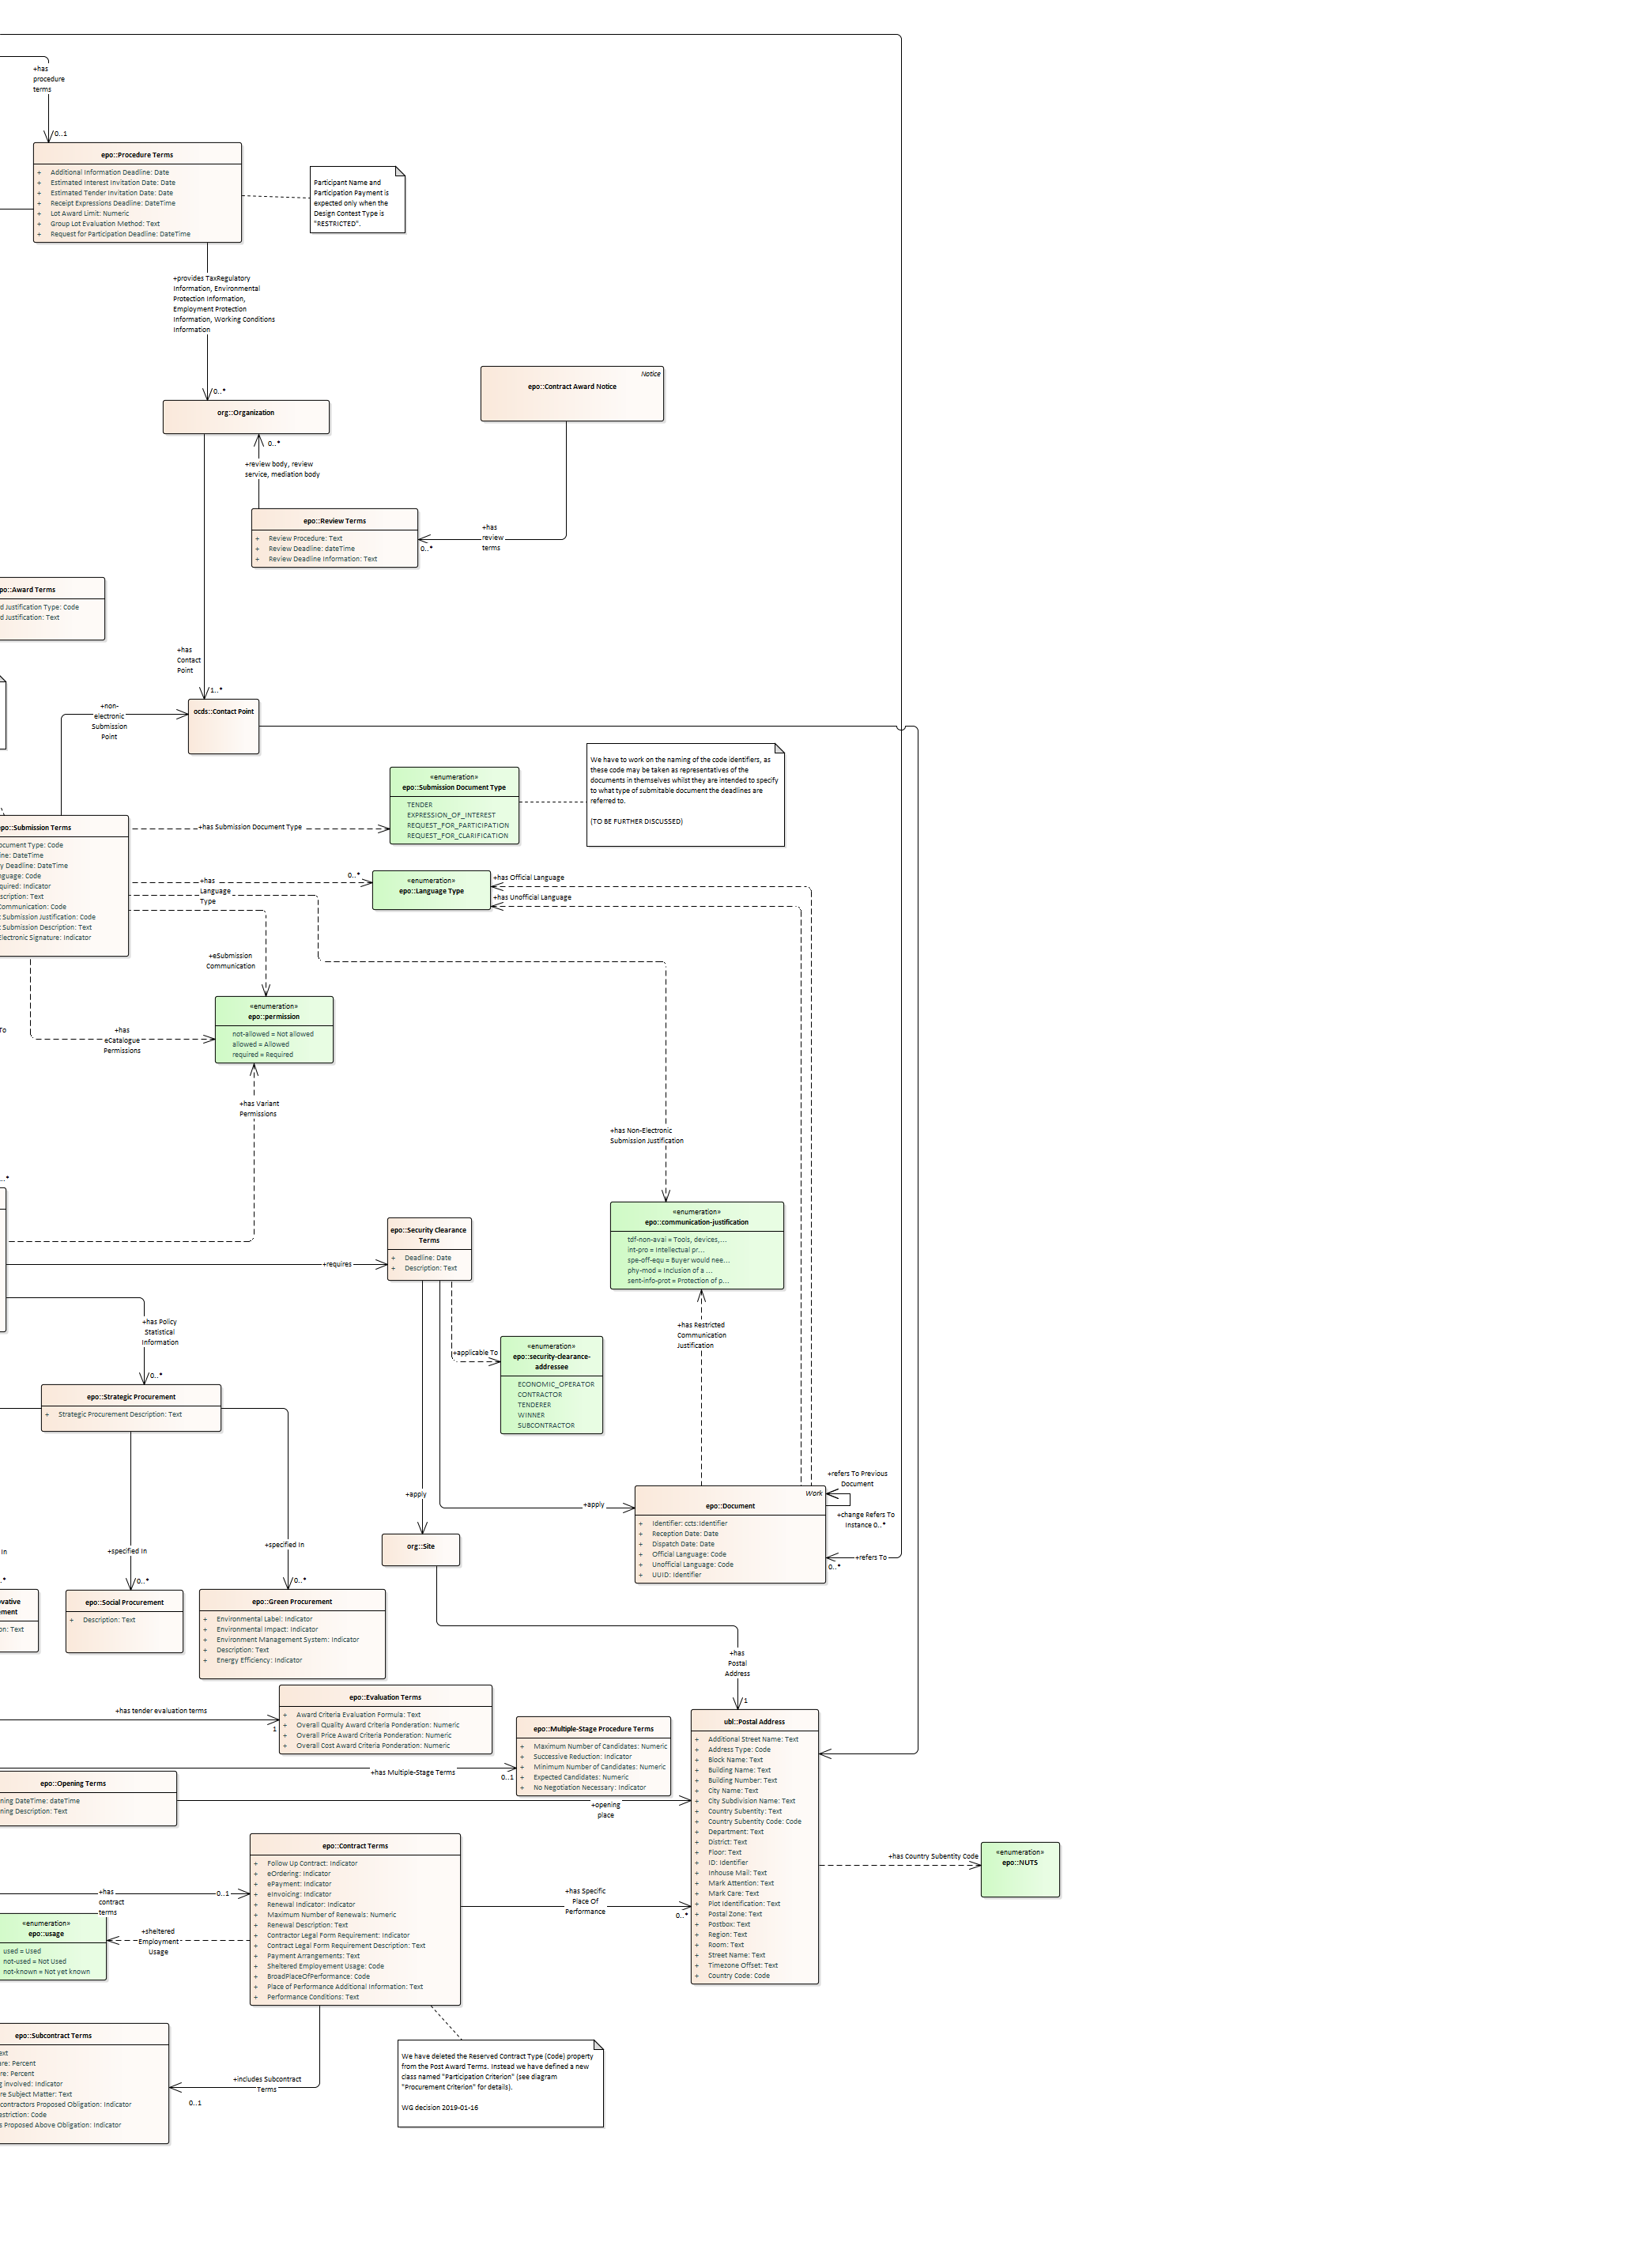 +has
procedure
terms
0..1
epo::Procedure Terms
+ Additional Information Deadline: Date
+ Estimated Interest Invitation Date: Date
+ Estimated Tender Invitation Date: Date
+ Receipt Expressions Deadline: DateTime
+ Lot Award Limit: Numeric
+ Group Lot Evaluation Method: Text
+ Request for Participation Deadline: DateTime
Participant Name and
Participation Payment is
expected only when the
Design Contest Type is
"RESTRICTED".
+provides TaxRegulatory
Information, Environmental
Protection Information,
Employment Protection
Information, Working Conditions
Information
0..*
org::Organization
Notice
epo::Contract Award Notice
0..*
+review body, review
service, mediation body
epo::Review Terms
+ Review Procedure: Text
+ Review Deadline: dateTime
+ Review Deadline Information: Text
+has
review
terms
0..*
po::Award Terms
d Justification Type: Code
d Justification: Text
+has
Contact
Point
1..*
ocds::Contact Point
+non-
electronic
Submission
Point
«enumeration»
epo::Submission Document Type
TENDER
EXPRESSION_OF_INTEREST
REQUEST_FOR_PARTICIPATION
REQUEST_FOR_CLARIFICATION
We have to work on the naming of the code identifiers, as
these code may be taken as representatives of the
documents in themselves whilst they are intended to specify
to what type of submitable document the deadlines are
referred to.
(TO BE FURTHER DISCUSSED)
po::Submission Terms
ocument Type: Code
ine: DateTime
y Deadline: DateTime
nguage: Code
quired: Indicator
scription: Text
Communication: Code
c Submission Justification: Code
c Submission Description: Text
Electronic Signature: Indicator
+has Submission Document Type
+has
Language
Type
0..*
«enumeration»
epo::Language Type
+has Official Language
+has Unofficial Language
+eSubmission
Communication
«enumeration»
epo::permission
not-allowed = Not allowed
allowed = Allowed
required = Required
To
+has
eCatalogue
Permissions
+has Variant
Permissions
+has Non-Electronic
Submission Justification
..*
«enumeration»
epo::communication-justification
tdf-non-avai = Tools, devices,...
int-pro = Intellectual pr...
spe-off-equ = Buyer would nee...
phy-mod = Inclusion of a ...
sent-info-prot = Protection of p...
epo::Security Clearance
Terms
+ Deadline: Date
+ Description: Text
+requires
+has Policy
Statistical
Information
0..*
+has Restricted
Communication
Justification
+applicable To
«enumeration»
epo::security-clearance-
addressee
ECONOMIC_OPERATOR
CONTRACTOR
TENDERER
WINNER
SUBCONTRACTOR
epo::Strategic Procurement
+ Strategic Procurement Description: Text
+refers To Previous
Document
Work
epo::Document
+ Identifier: ccts:Identifier
+ Reception Date: Date
+ Dispatch Date: Date
+ Official Language: Code
+ Unofficial Language: Code
+ UUID: Identifier
+change Refers To
Instance 0..*
+refers To
0..*
+apply
+apply
org::Site
in
+specified In
+specified In
.*
0..*
0..*
vative
ment
on: Text
epo::Social Procurement
+ Description: Text
epo::Green Procurement
+ Environmental Label: Indicator
+ Environmental Impact: Indicator
+ Environment Management System: Indicator
+ Description: Text
+ Energy Efficiency: Indicator
+has
Postal
Address
1
+has tender evaluation terms
1
epo::Evaluation Terms
+ Award Criteria Evaluation Formula: Text
+ Overall Quality Award Criteria Ponderation: Numeric
+ Overall Price Award Criteria Ponderation: Numeric
+ Overall Cost Award Criteria Ponderation: Numeric
epo::Multiple-Stage Procedure Terms
+ Maximum Number of Candidates: Numeric
+ Successive Reduction: Indicator
+ Minimum Number of Candidates: Numeric
+ Expected Candidates: Numeric
+ No Negotiation Necessary: Indicator
+has Multiple-Stage Terms
0..1
epo::Opening Terms
ning DateTime: dateTime
ning Description: Text
+opening
place
ubl::Postal Address
+ Additional Street Name: Text
+ Address Type: Code
+ Block Name: Text
+ Building Name: Text
+ Building Number: Text
+ City Name: Text
+ City Subdivision Name: Text
+ Country Subentity: Text
+ Country Subentity Code: Code
+ Department: Text
+ District: Text
+ Floor: Text
+ ID: Identifier
+ Inhouse Mail: Text
+ Mark Attention: Text
+ Mark Care: Text
+ Plot Identification: Text
+ Postal Zone: Text
+ Postbox: Text
+ Region: Text
+ Room: Text
+ Street Name: Text
+ Timezone Offset: Text
+ Country Code: Code
+has Country Subentity Code
«enumeration»
epo::NUTS
epo::Contract Terms
+ Follow Up Contract: Indicator
+ eOrdering: Indicator
+ ePayment: Indicator
+ eInvoicing: Indicator
+ Renewal Indicator: Indicator
+ Maximum Number of Renewals: Numeric
+ Renewal Description: Text
+ Contractor Legal Form Requirement: Indicator
+ Contract Legal Form Requirement Description: Text
+ Payment Arrangements: Text
+ Sheltered Employement Usage: Code
+ BroadPlaceOfPerformance: Code
+ Place of Performance Additional Information: Text
+ Performance Conditions: Text
+has
contract
terms
0..1
+has Specific
Place Of
Performance
0..*
«enumeration»
epo::usage
used = Used
not-used = Not Used
not-known = Not yet known
+sheltered
Employment
Usage
epo::Subcontract Terms
ext
are: Percent
re: Percent
g involved: Indicator
re Subject Matter: Text
contractors Proposed Obligation: Indicator
estriction: Code
s Proposed Above Obligation: Indicator
+includes Subcontract
Terms
0..1
We have deleted the Reserved Contract Type (Code) property
from the Post Award Terms. Instead we have defined a new
class named "Participation Criterion" (see diagram
"Procurement Criterion" for details).
WG decision 2019-01-16